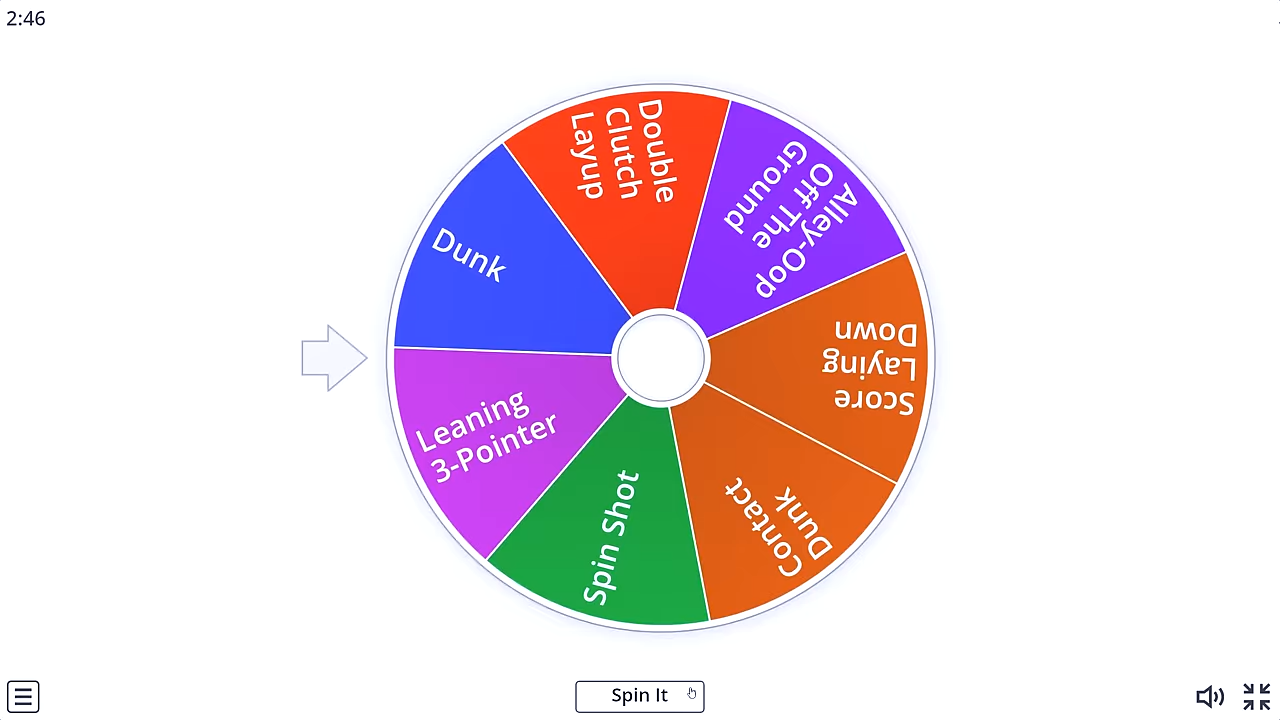 2:46
Double
Clutch
Layup
Alley-Oop
Off The
Ground
Dunk
Score
Laying
Down
Leaning
3-Pointer
Contact
Dunk
Spin Shot
Spin It